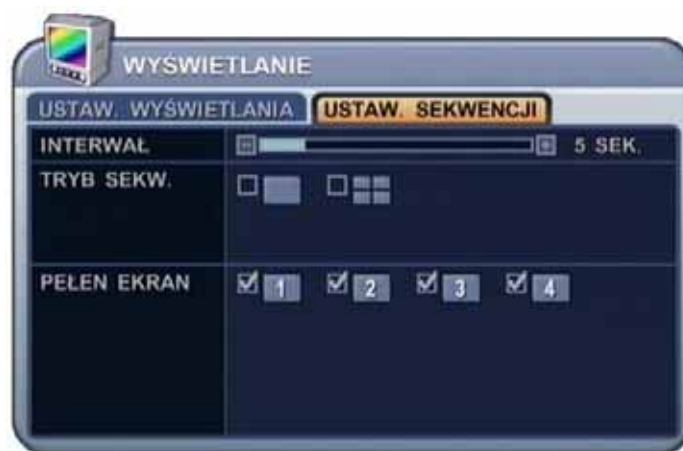 WYŚWIETLANIE
USTAW. WYŚWIETLANIA USTAW. SEKWENCJI
INTERWAŁ 5 SEK.
TRYB SEKW.
PEŁEN EKRAN 1 2 3 4